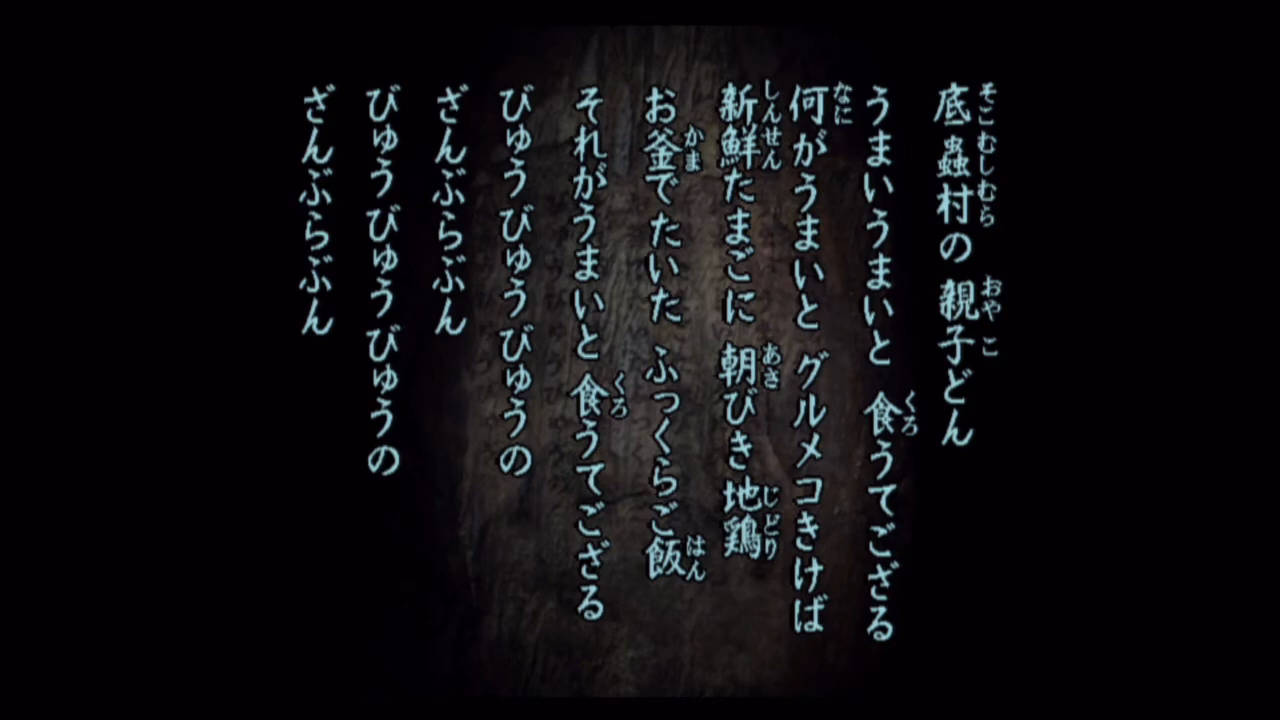 底蟲村の 親子どん
うまいうまいと 食うてござる
何がうまいと グルメコきけば
新鮮たまごに 朝びき地鶏
お釜でたいた ふっくらご飯
それがうまいと 食うてござる
びゅうびゅうびゅうの
ざんぶらぶん
びゅうびゅうびゅうの
ざんぶらぶん